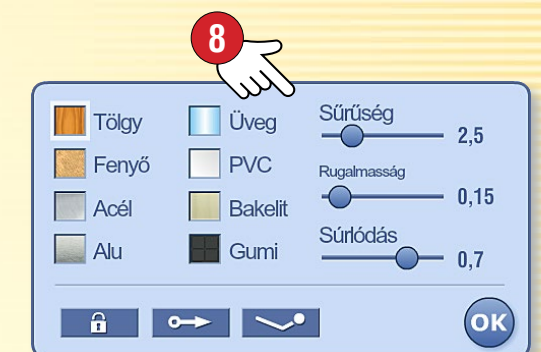 8
Tölgy
Fenyő
Acél
Alu
Üveg
PVC
Bakelit
Gumi
Sűrűség
2,5
Rugalmasság
0,15
Súrlódás
0,7
OK